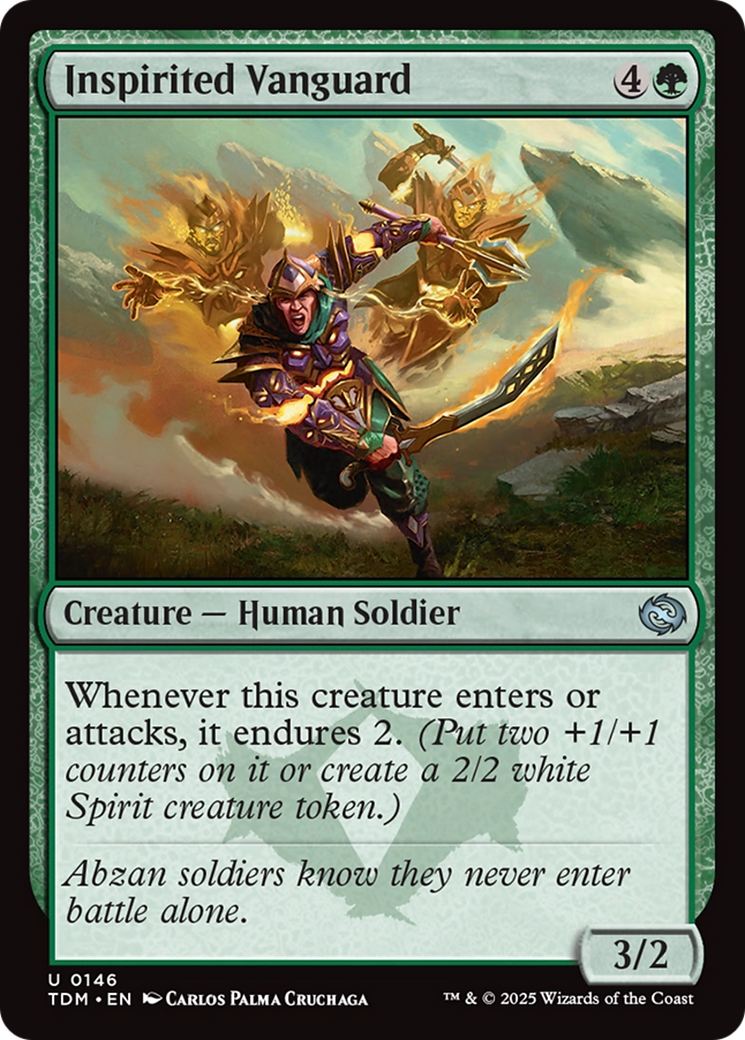 Inspirited Vanguard 4
Creature — Human Soldier
Whenever this creature enters or
attacks, it endures 2. (Put two +1/+1
counters on it or create a 2/2 white
Spirit creature token.)
Abzan soldiers know they never enter
battle alone.
3/2
U 0146
TDM • EN Carlos Palma Cruchaga
™ & © 2025 Wizards of the Coast